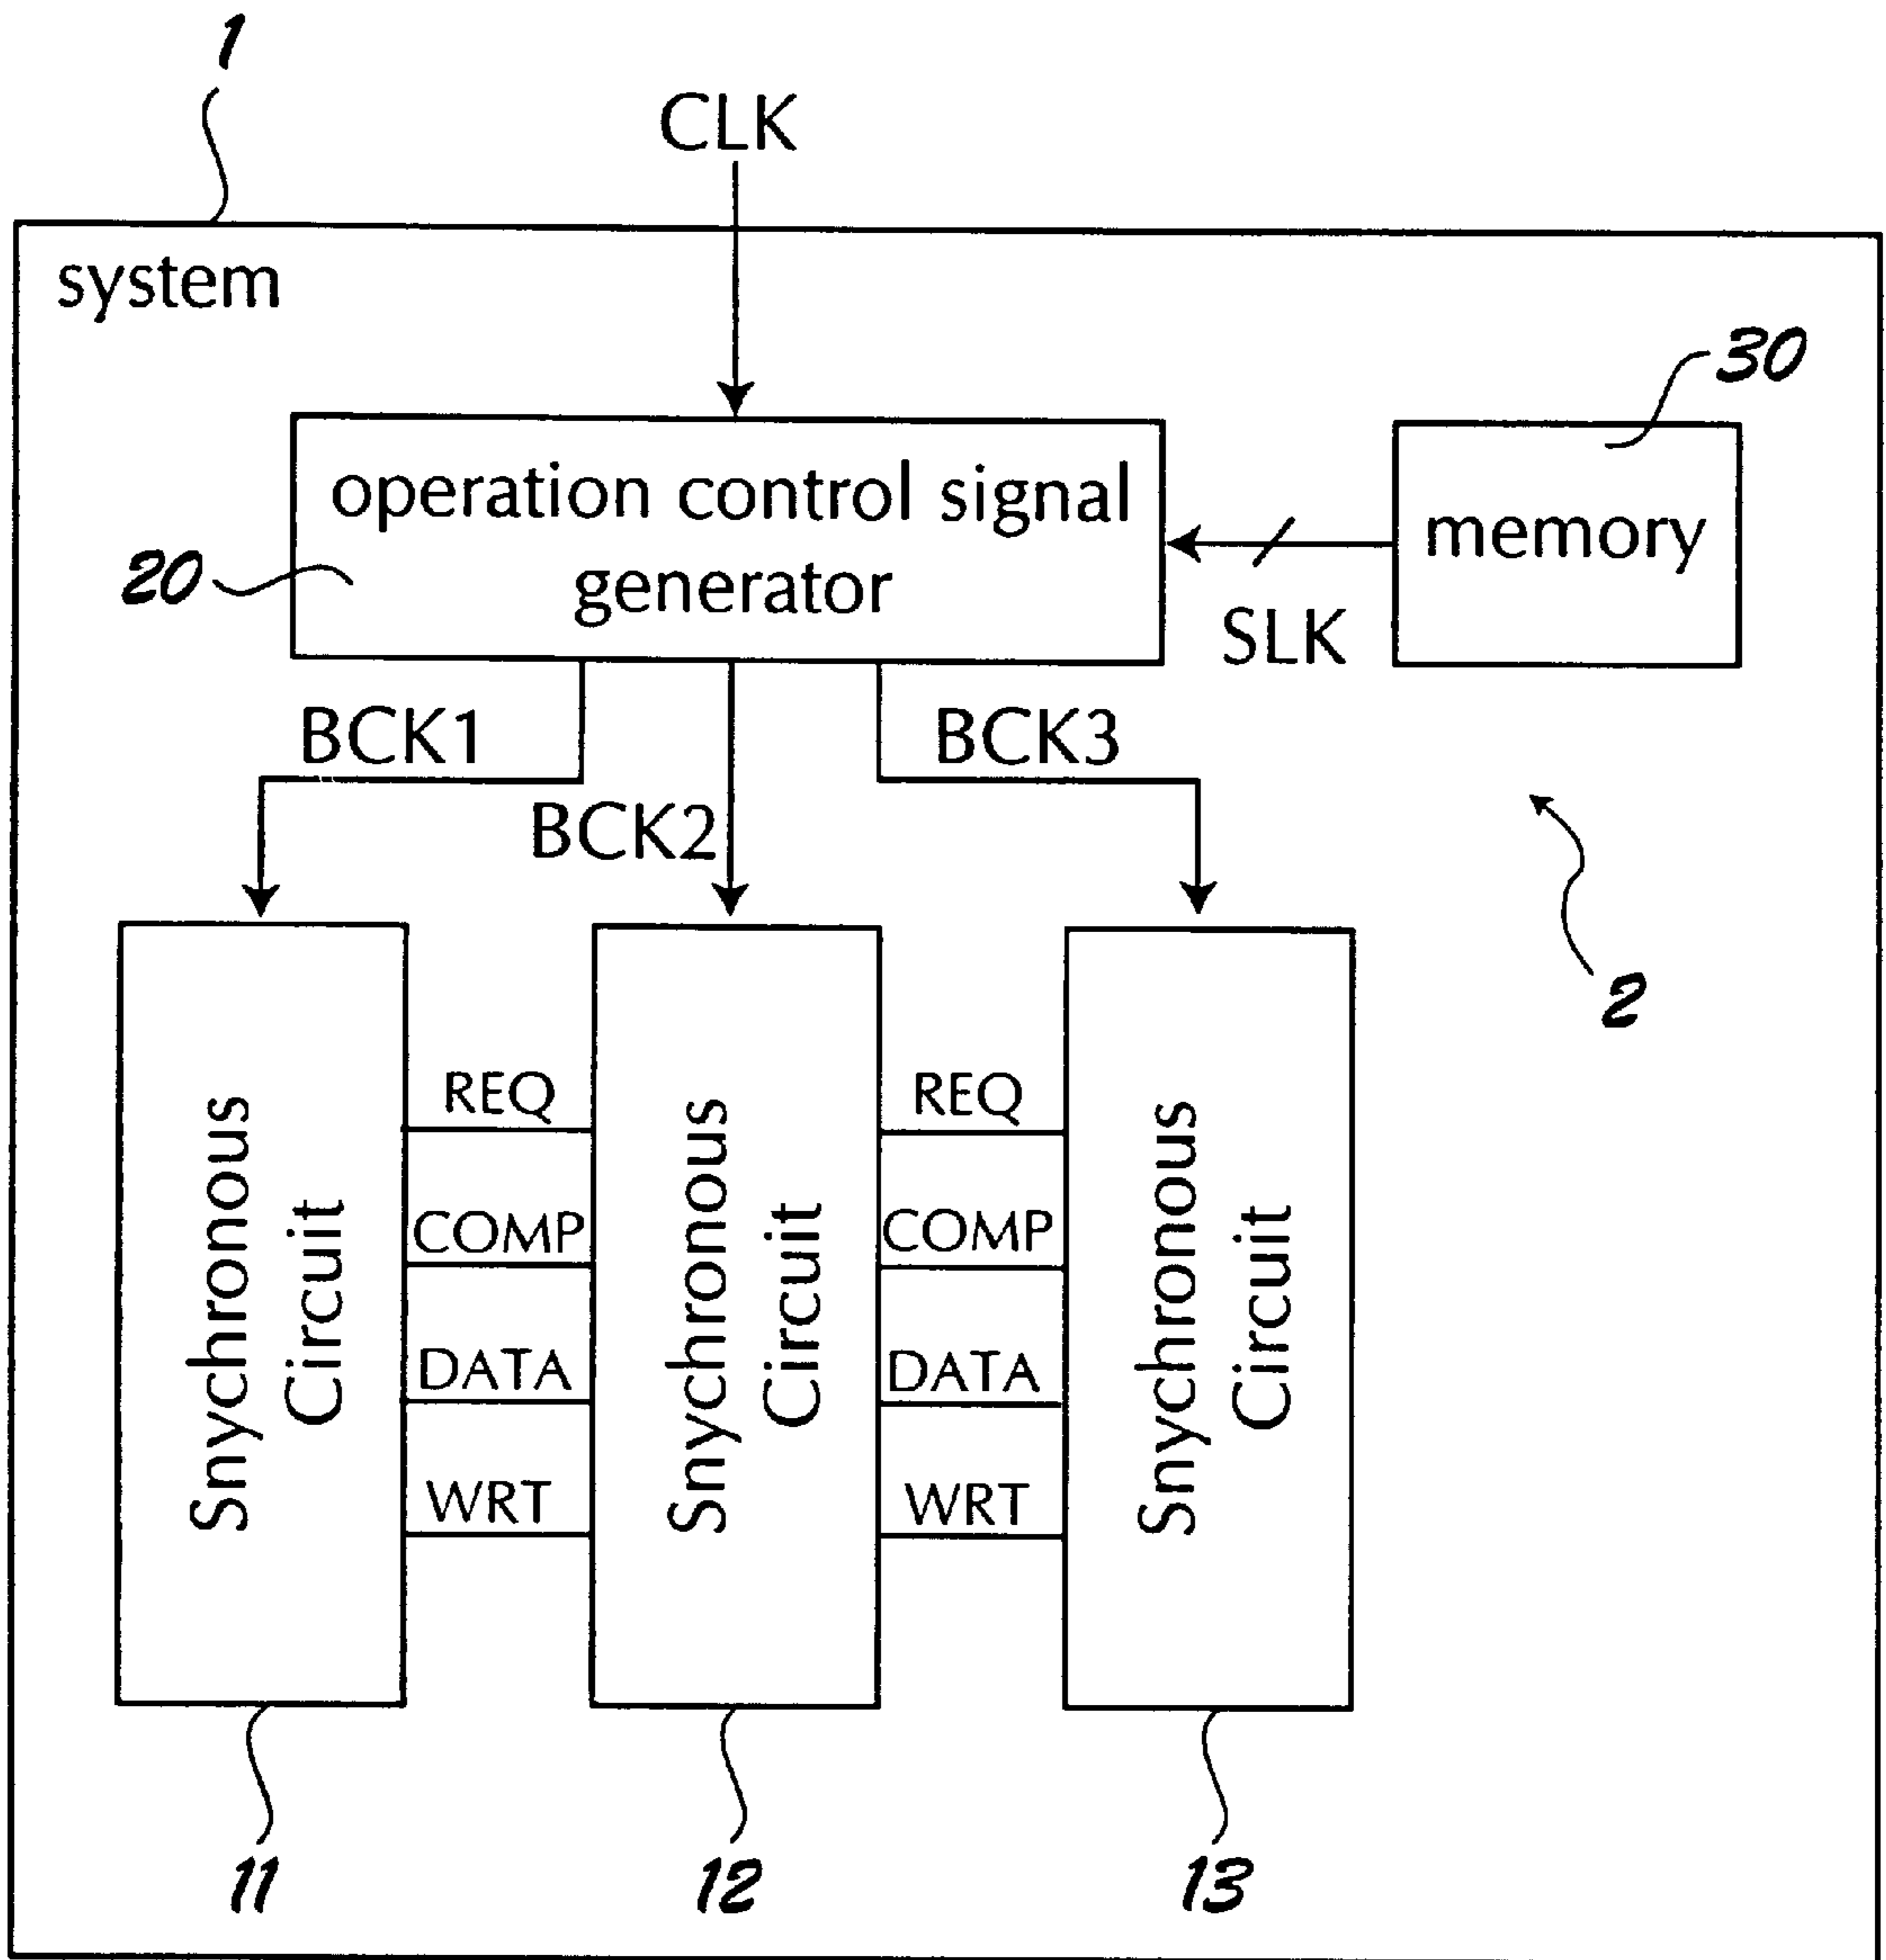 1
CLK
system
30
operation control signal
generator
memory
20
SLK
BCK1
BCK3
BCK2
2
Snychronous
Circuit
REQ
COMP
DATA
WRT
Snychronous
Circuit
REQ
COMP
DATA
WRT
Snychronous
Circuit
11
12
13